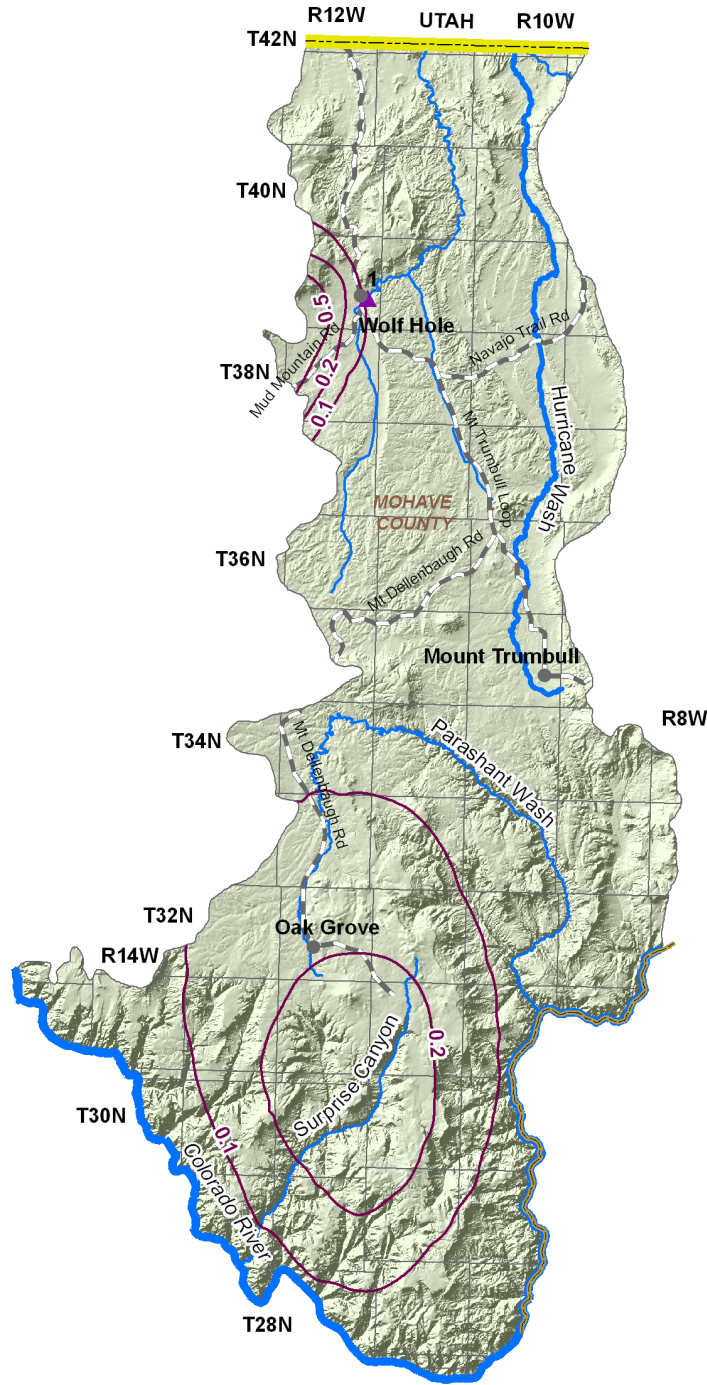 R12W
UTAH
R10W
T42N
T40N
1
0.5
Wolf Hole
Mud Mountain Rd
Navajo Trail Rd
T38N
0.2
0.1
Hurricane Wash
Mt Trumbull Loop
MOHAVE
COUNTY
T36N
Mt Dellenbaugh Rd
Mount Trumbull
R8W
T34N
Mt Dellenbaugh Rd
Parashant Wash
T32N
Oak Grove
R14W
0.2
Surprise Canyon
T30N
0.1
Colorado River
T28N